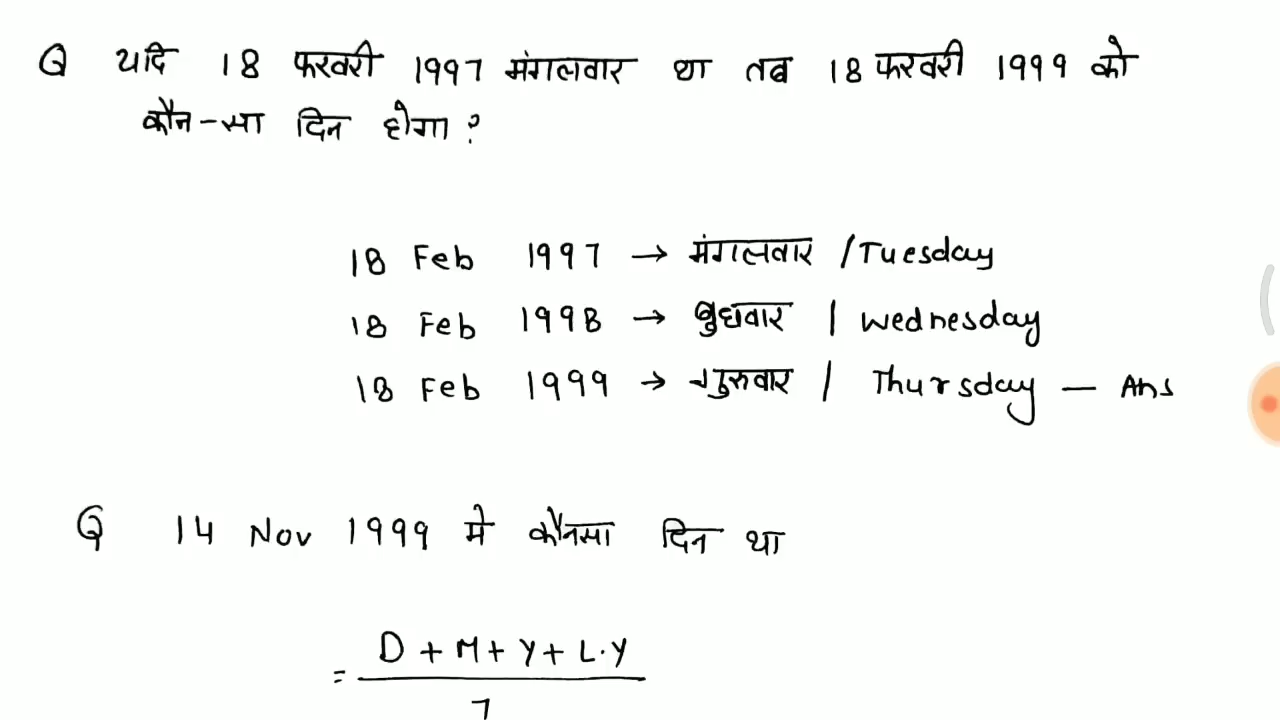 Q यदि 18 फरवरी 1997 मंगलवार था तब 18 फरवरी 1999 को
कौन-सा दिन होगा?
18 Feb 1997 → मंगलवार / Tuesday
18 Feb 1998 → बुधवार / Wednesday
18 Feb 1999 → गुरुवार / Thursday — Ans
Q 14 Nov 1999 मे कौनसा दिन था
= D + M + Y + L.Y
7